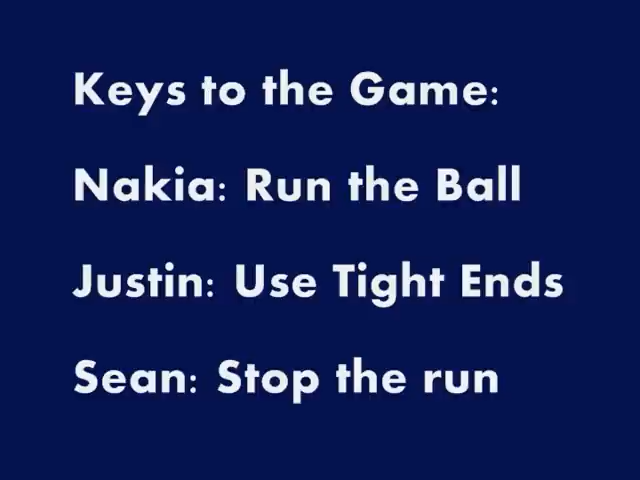 Keys to the Game:
Nakia: Run the Ball
Justin: Use Tight Ends
Sean: Stop the run